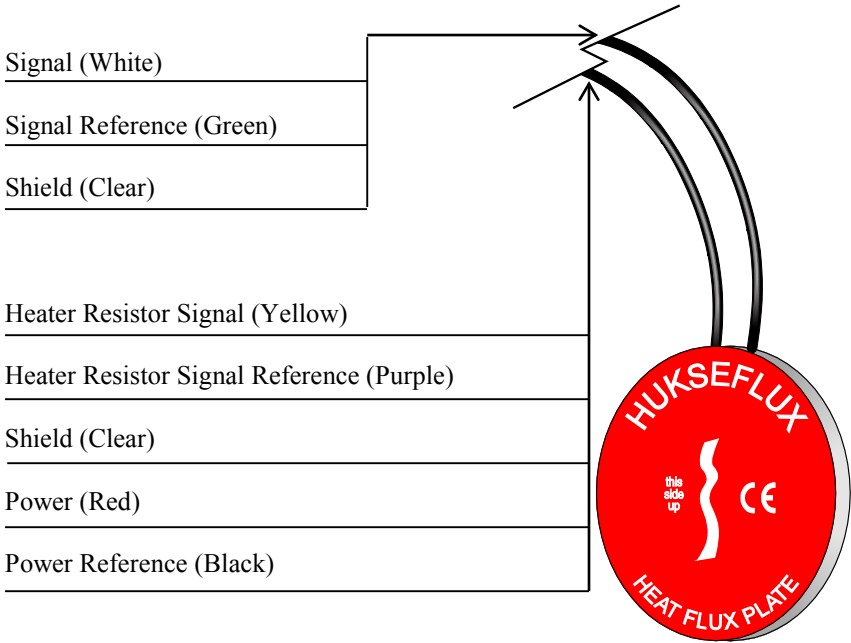 Signal (White)
Signal Reference (Green)
Shield (Clear)
Heater Resistor Signal (Yellow)
Heater Resistor Signal Reference (Purple)
Shield (Clear)
Power (Red)
Power Reference (Black)
HUKSEFLUX
this
side
up
CE
HEAT FLUX PLATE